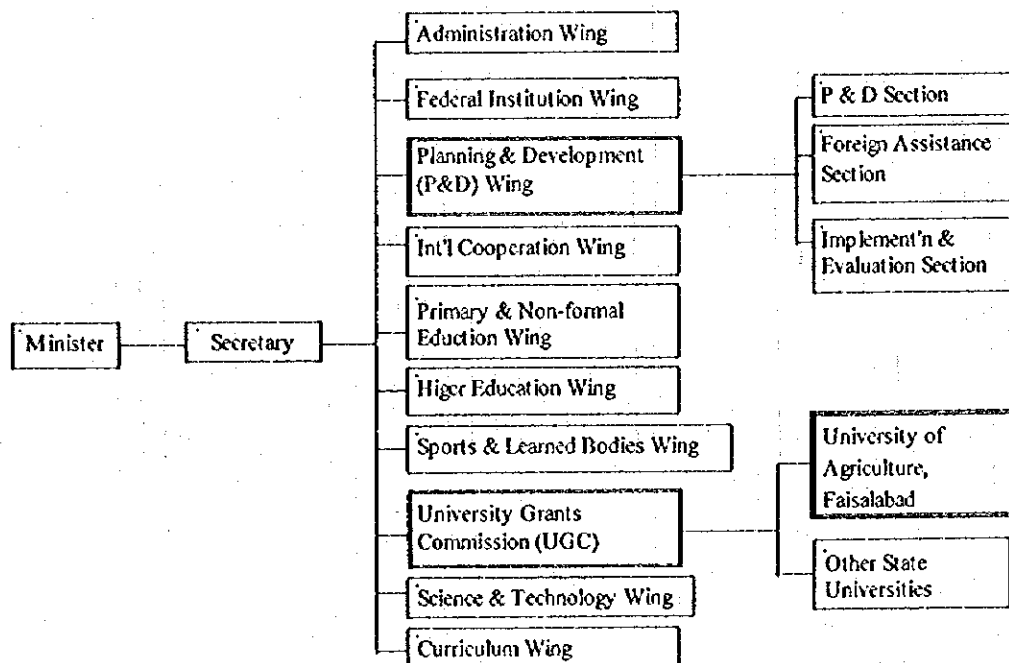 Administration Wing
Federal Institution Wing
Planning & Development
(P&D) Wing
Int'l Cooperation Wing
Primary & Non-formal
Eduction Wing
Minister
Secretary
Higer Education Wing
Sports & Learned Bodies Wing
University Grants
Commission (UGC)
Science & Technology Wing
Curriculum Wing
P & D Section
Foreign Assistance
Section
Implement'n &
Evaluation Section
University of
Agriculture,
Faisalabad
Other State
Universities